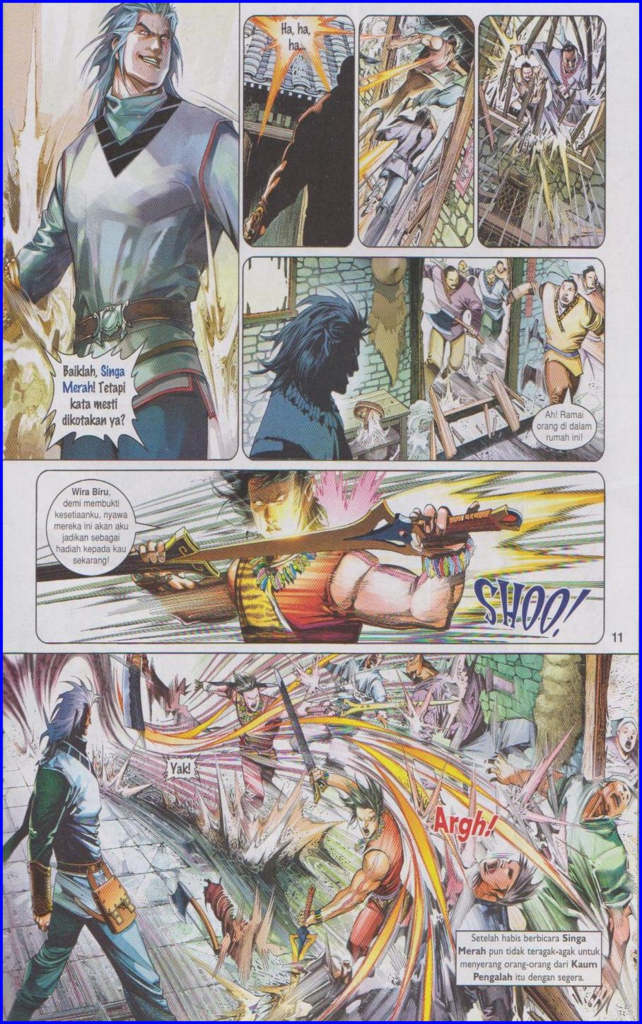 Ha, ha,
ha...
Baiklah, Singa
Merah! Tetapi
kata mesti
dikotakan ya?
Ah! Ramai
orang di dalam
rumah ini!
Wira Biru,
demi membukti
kesetiaanku, nyawa
mereka ini akan aku
jadikan sebagai
hadiah kepada kau
sekarang!
SHOO!
11
Yak!
Argh!
Setelah habis berbicara Singa
Merah pun tidak teragak-agak untuk
menyerang orang-orang dari Kaum
Pengalah itu dengan segera.